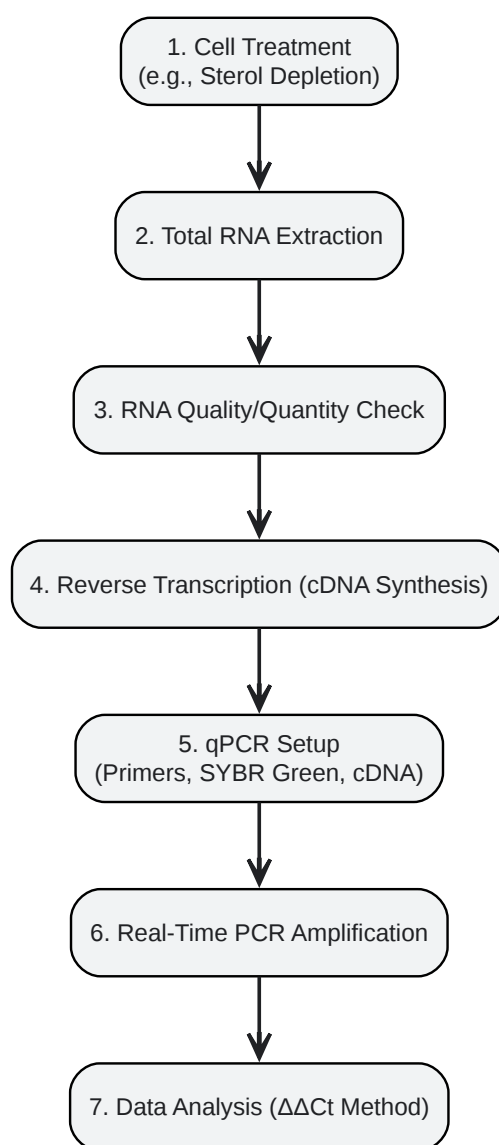 1. Cell Treatment
(e.g., Sterol Depletion)
2. Total RNA Extraction
3. RNA Quality/Quantity Check
4. Reverse Transcription (cDNA Synthesis)
5. qPCR Setup
(Primers, SYBR Green, cDNA)
6. Real-Time PCR Amplification
7. Data Analysis (ΔΔCt Method)